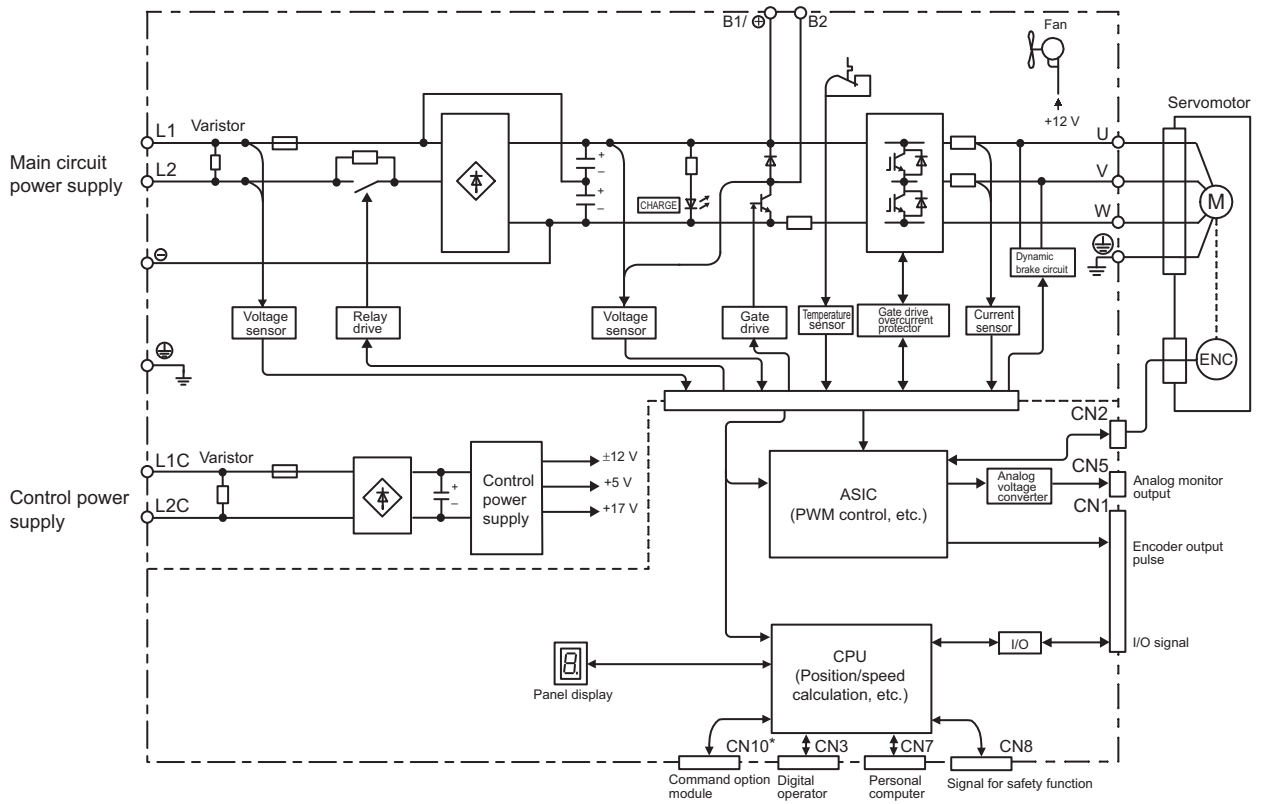 B1/ ⊕ B2
Fan
+12 V
Servomotor
Main circuit
power supply
L1 Varistor
L2
⊖
U
V
W
M
+
–
+
–
CHARGE
Dynamic
brake circuit
Voltage
sensor
Relay
drive
Voltage
sensor
Gate
drive
Temperature
sensor
Gate drive
overcurrent
protector
Current
sensor
ENC
CN2
Control power
supply
L1C Varistor
L2C
+
–
Control
power
supply
±12 V
+5 V
+17 V
ASIC
(PWM control, etc.)
Analog
voltage
converter
CN5
Analog monitor
output
CN1
Encoder output
pulse
I/O
I/O signal
8.
Panel display
CPU
(Position/speed
calculation, etc.)
CN10* CN3 CN7 CN8
Command option
module
Digital
operator
Personal
computer
Signal for safety function